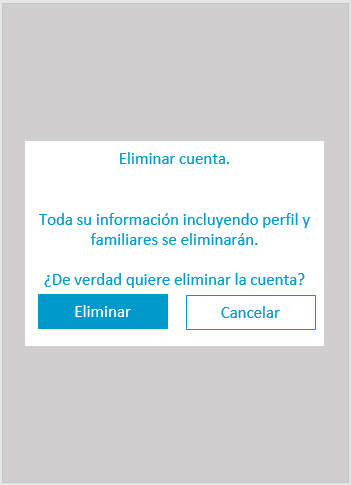 Eliminar cuenta.
Toda su información incluyendo perfil y
familiares se eliminarán.
¿De verdad quiere eliminar la cuenta?
Eliminar
Cancelar